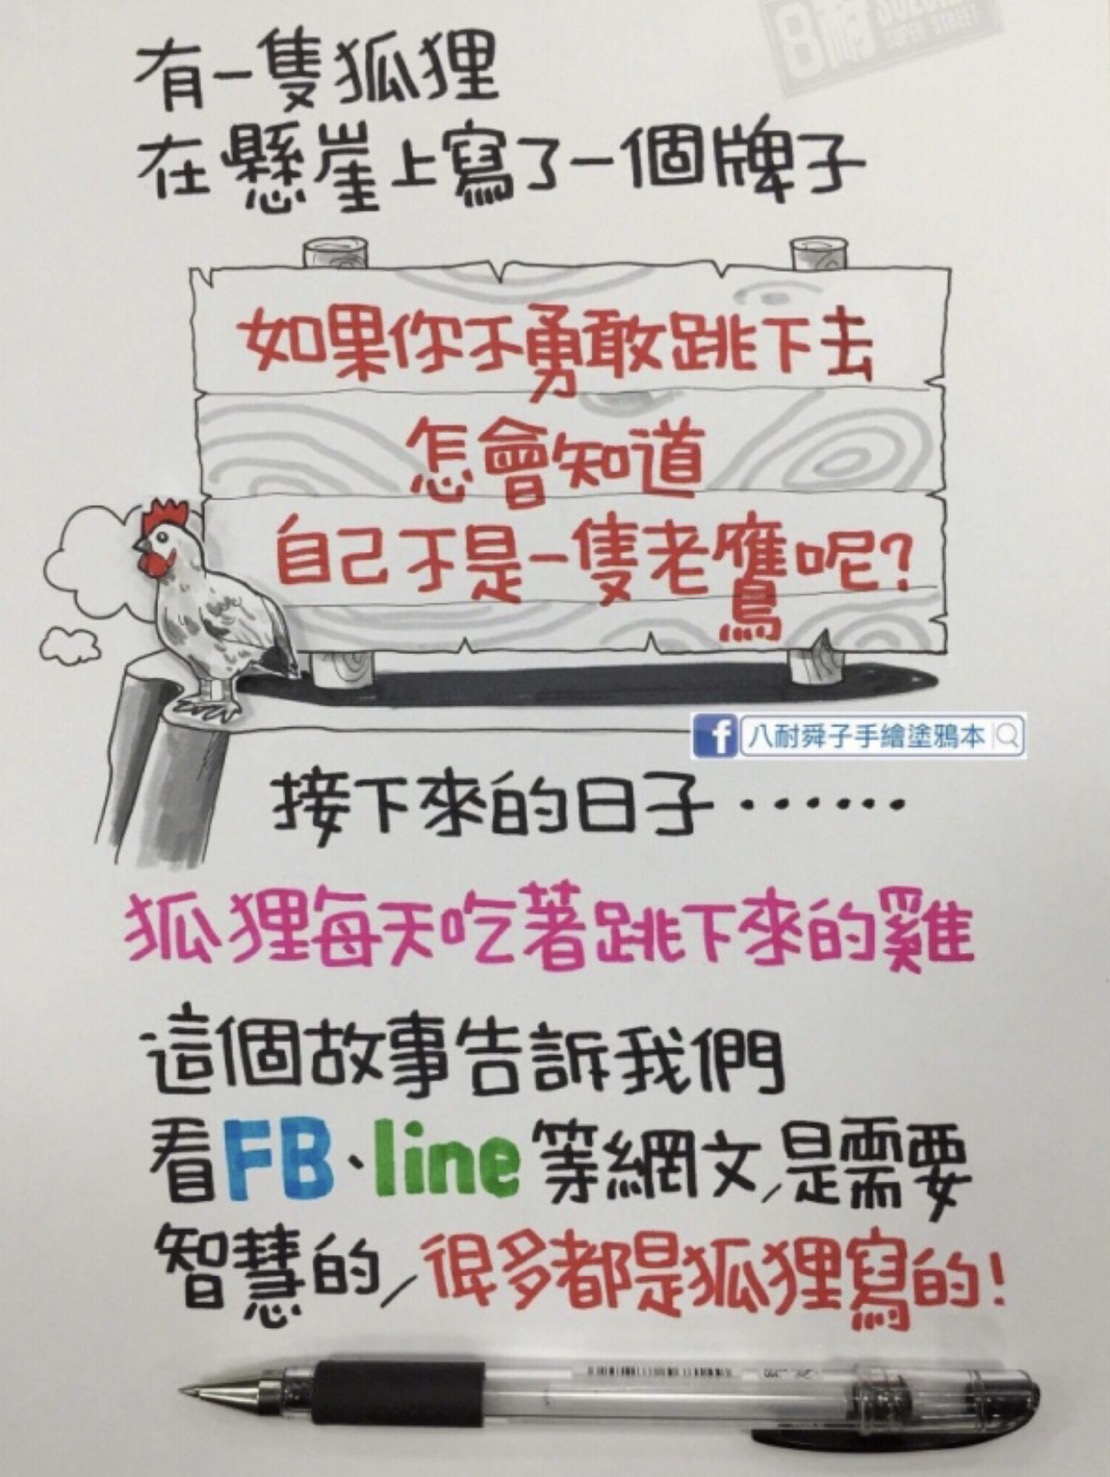 有一隻狐狸
在懸崖上寫了一個牌子
如果你不勇敢跳下去
怎會知道
自己不是一隻老鷹呢?
f 八耐舜子手繪塗鴉本
接下來的日子⋯⋯
狐狸每天吃著跳下來的雞
這個故事告訴我們
看FB、line等網文,是需要
智慧的,很多都是狐狸寫的!